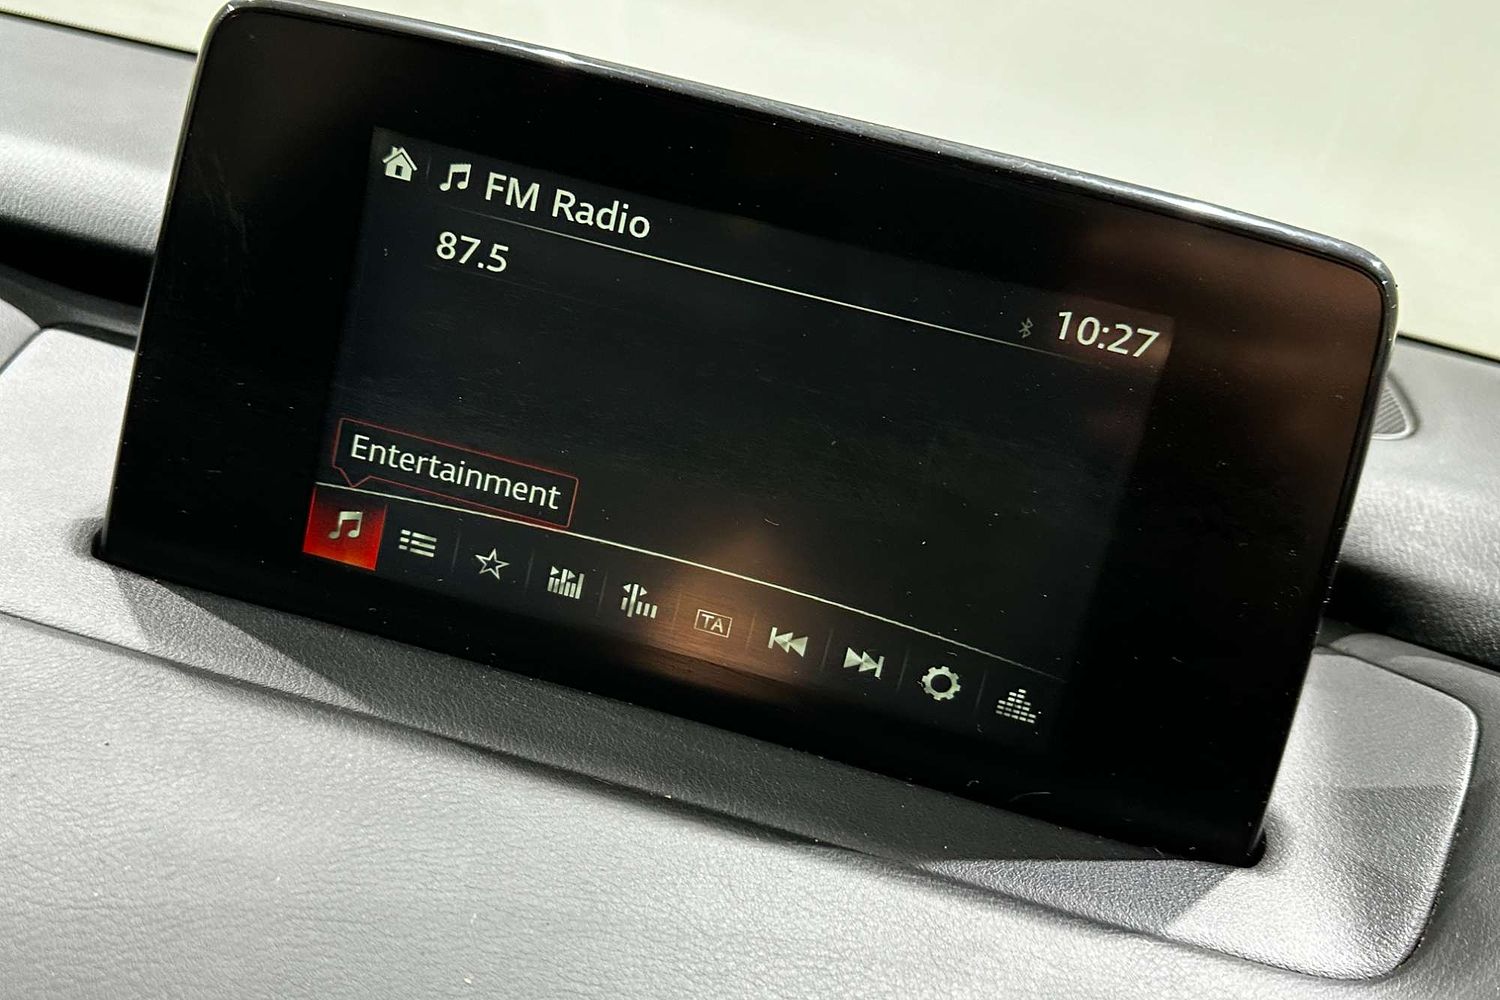 FM Radio
87.5
10:27
Entertainment
TA